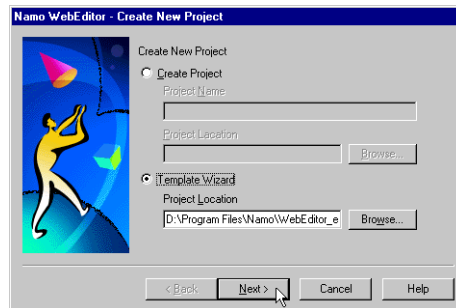 Namo WebEditor - Create New Project
Create New Project
Create Project
Project Name
Project Location
Browse...
Template Wizard
Project Location
D:\Program Files\Namo\WebEditor_e
Browse...
< Back
Next >
Cancel
Help